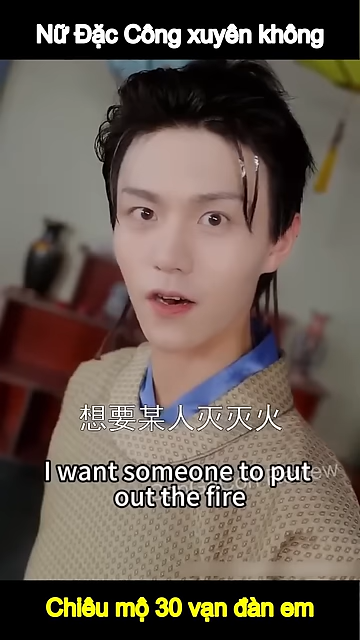 Nữ Đặc Công xuyên không
想要某人灭灭火
I want someone to put
out the fire
Chiêu mộ 30 vạn đàn em